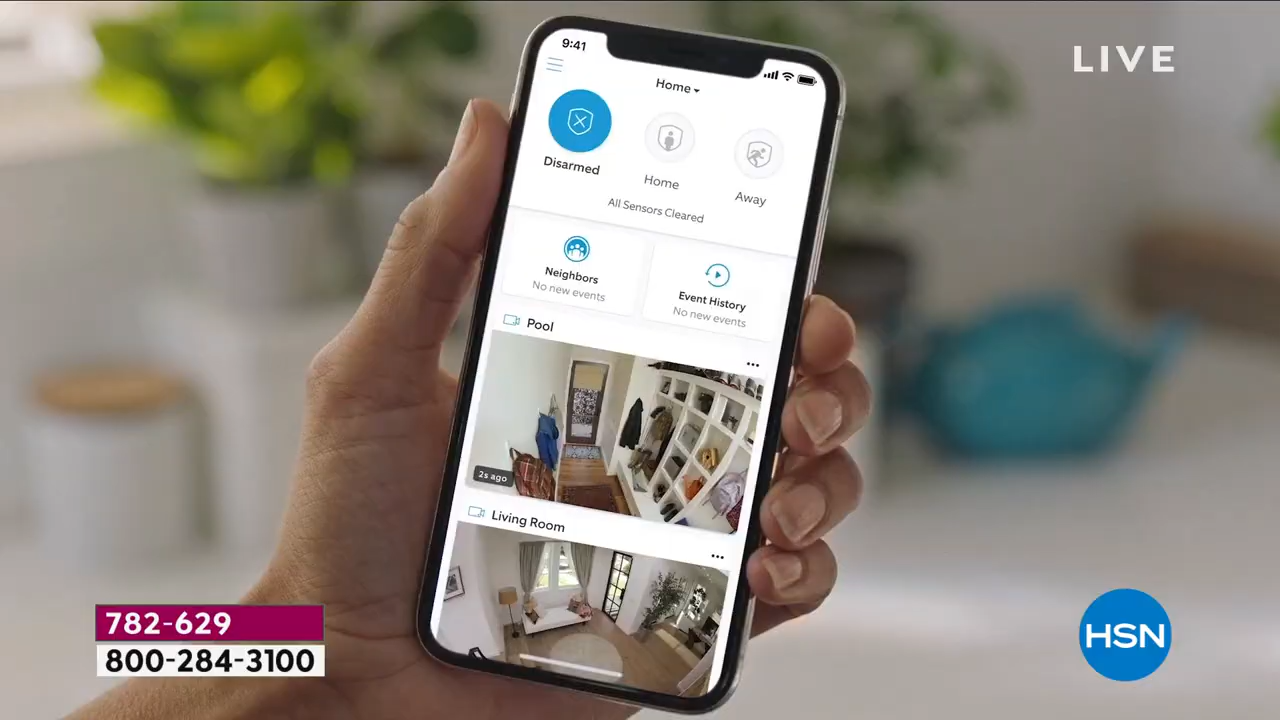 9:41
LIVE
Home
Disarmed
Home
Away
All Sensors Cleared
Neighbors
No new events
Event History
No new events
Pool
2s ago
Living Room
782-629
800-284-3100
HSN